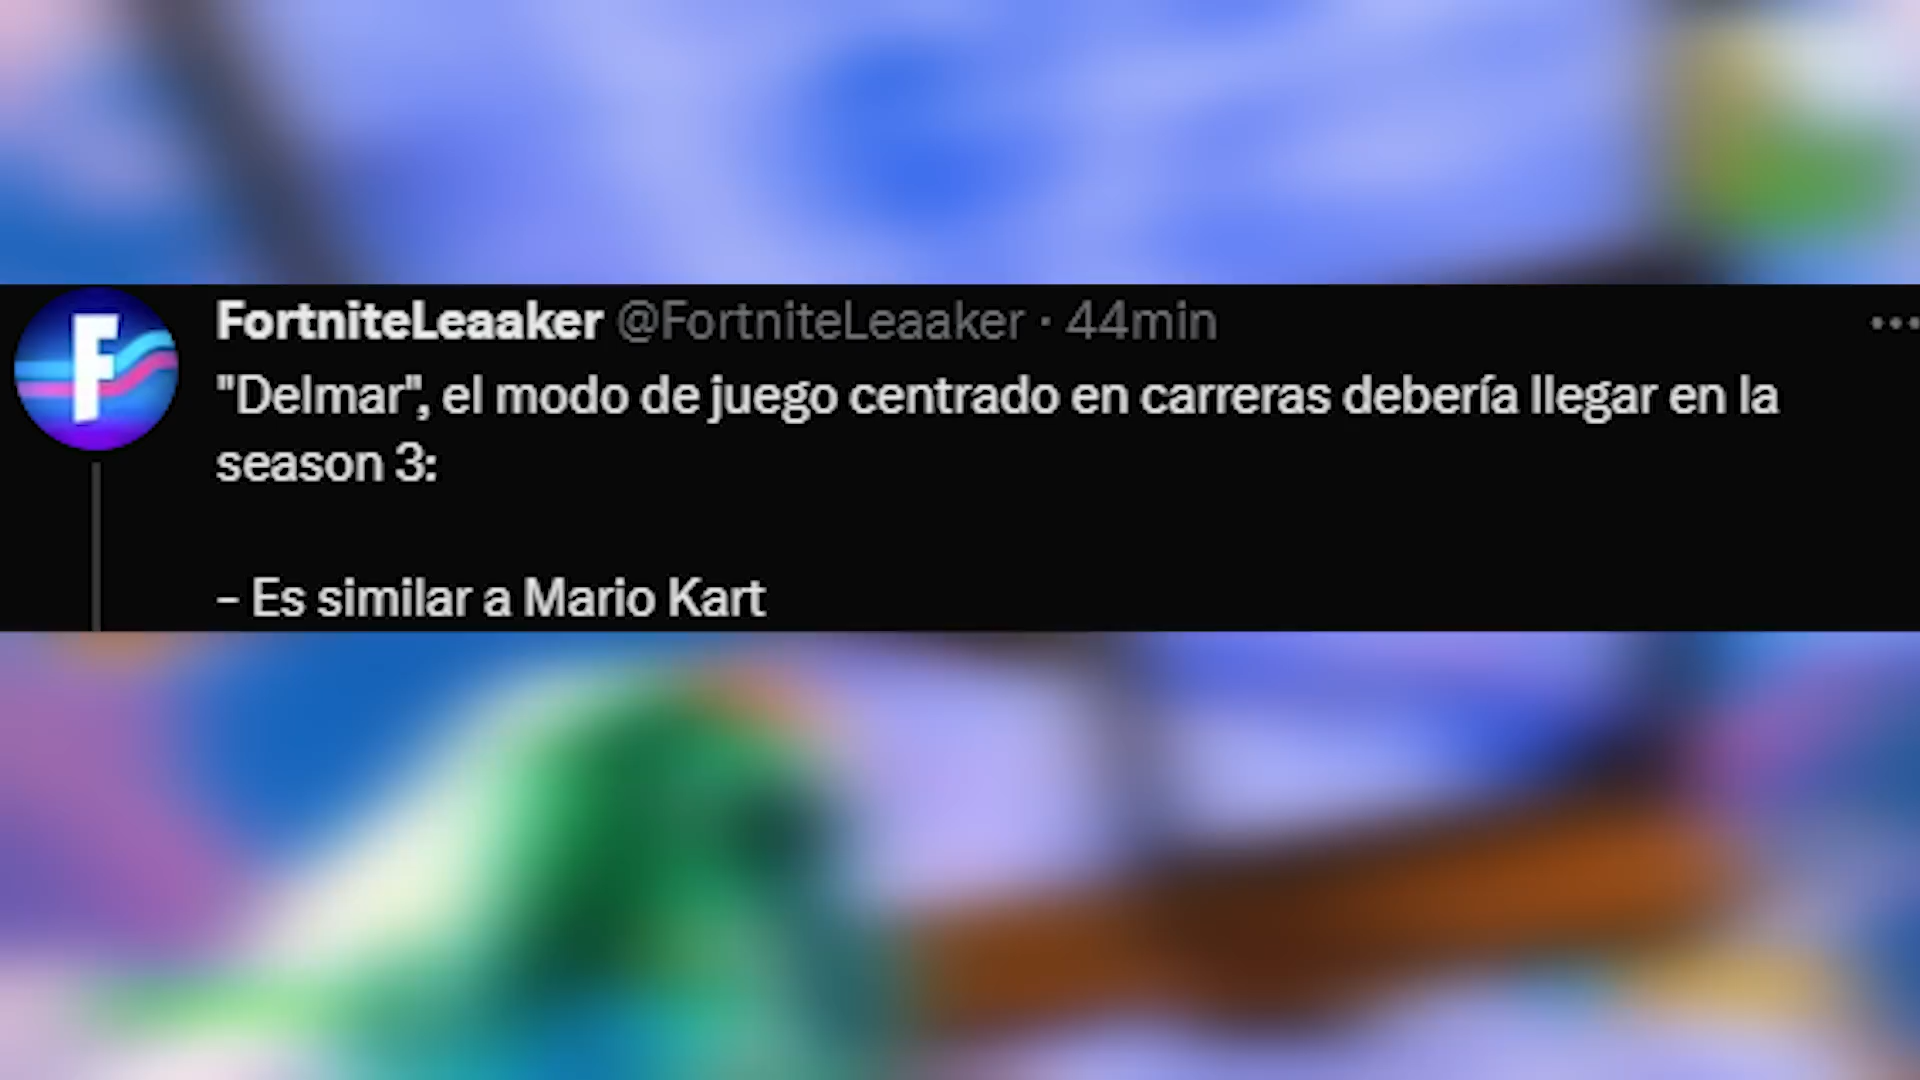 FortniteLeaaker @FortniteLeaaker · 44min
"Delmar", el modo de juego centrado en carreras debería llegar en la
season 3:
- Es similar a Mario Kart